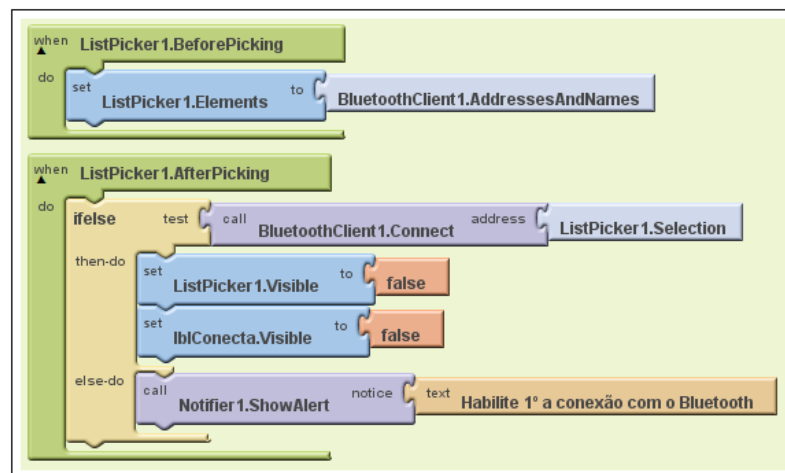 when ListPicker1.BeforePicking
do set ListPicker1.Elements to BluetoothClient1.AddressesAndNames
when ListPicker1.AfterPicking
do ifelse test call BluetoothClient1.Connect address ListPicker1.Selection
then-do set ListPicker1.Visible to false
set lblConecta.Visible to false
else-do call Notifier1.ShowAlert notice text Habilite 1º a conexão com o Bluetooth